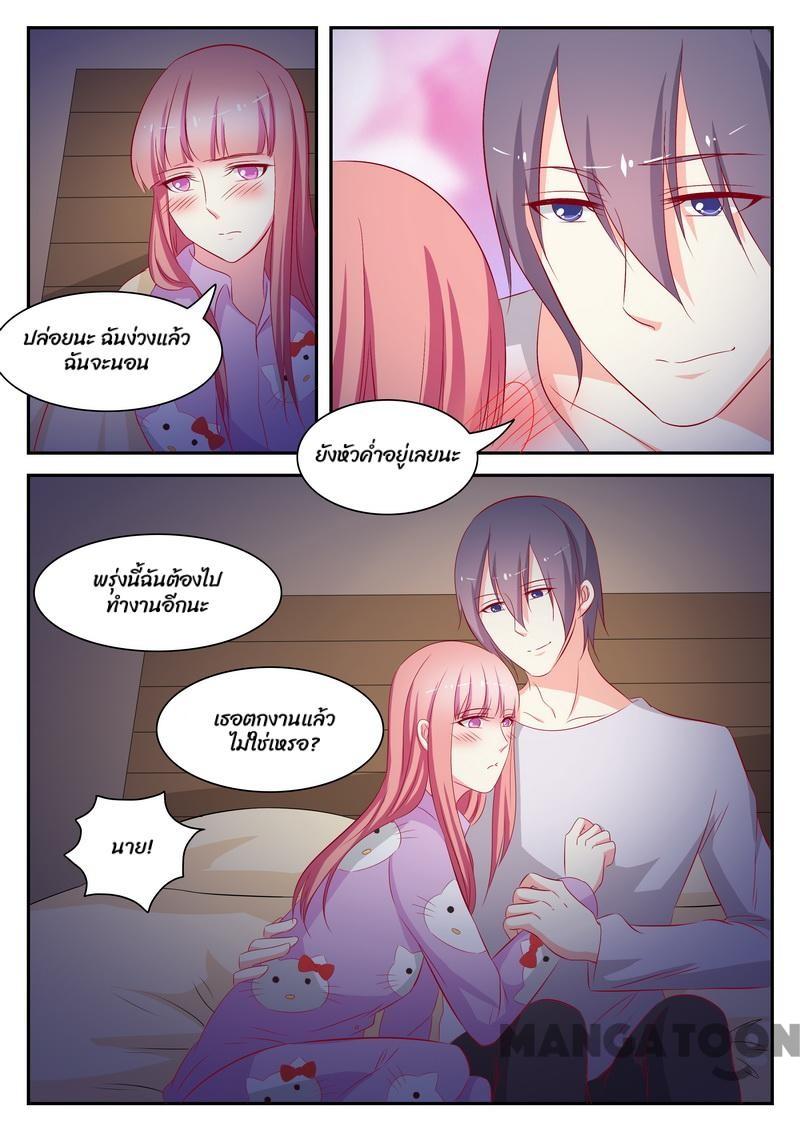 ปล่อยนะ ฉันง่วงแล้ว
ฉันจะนอน
ยังหัวค่ำอยู่เลยนะ
พรุ่งนี้ฉันต้องไป
ทำงานอีกนะ
เธอตกงานแล้ว
ไม่ใช่เหรอ?
นาย!
MANGATOON